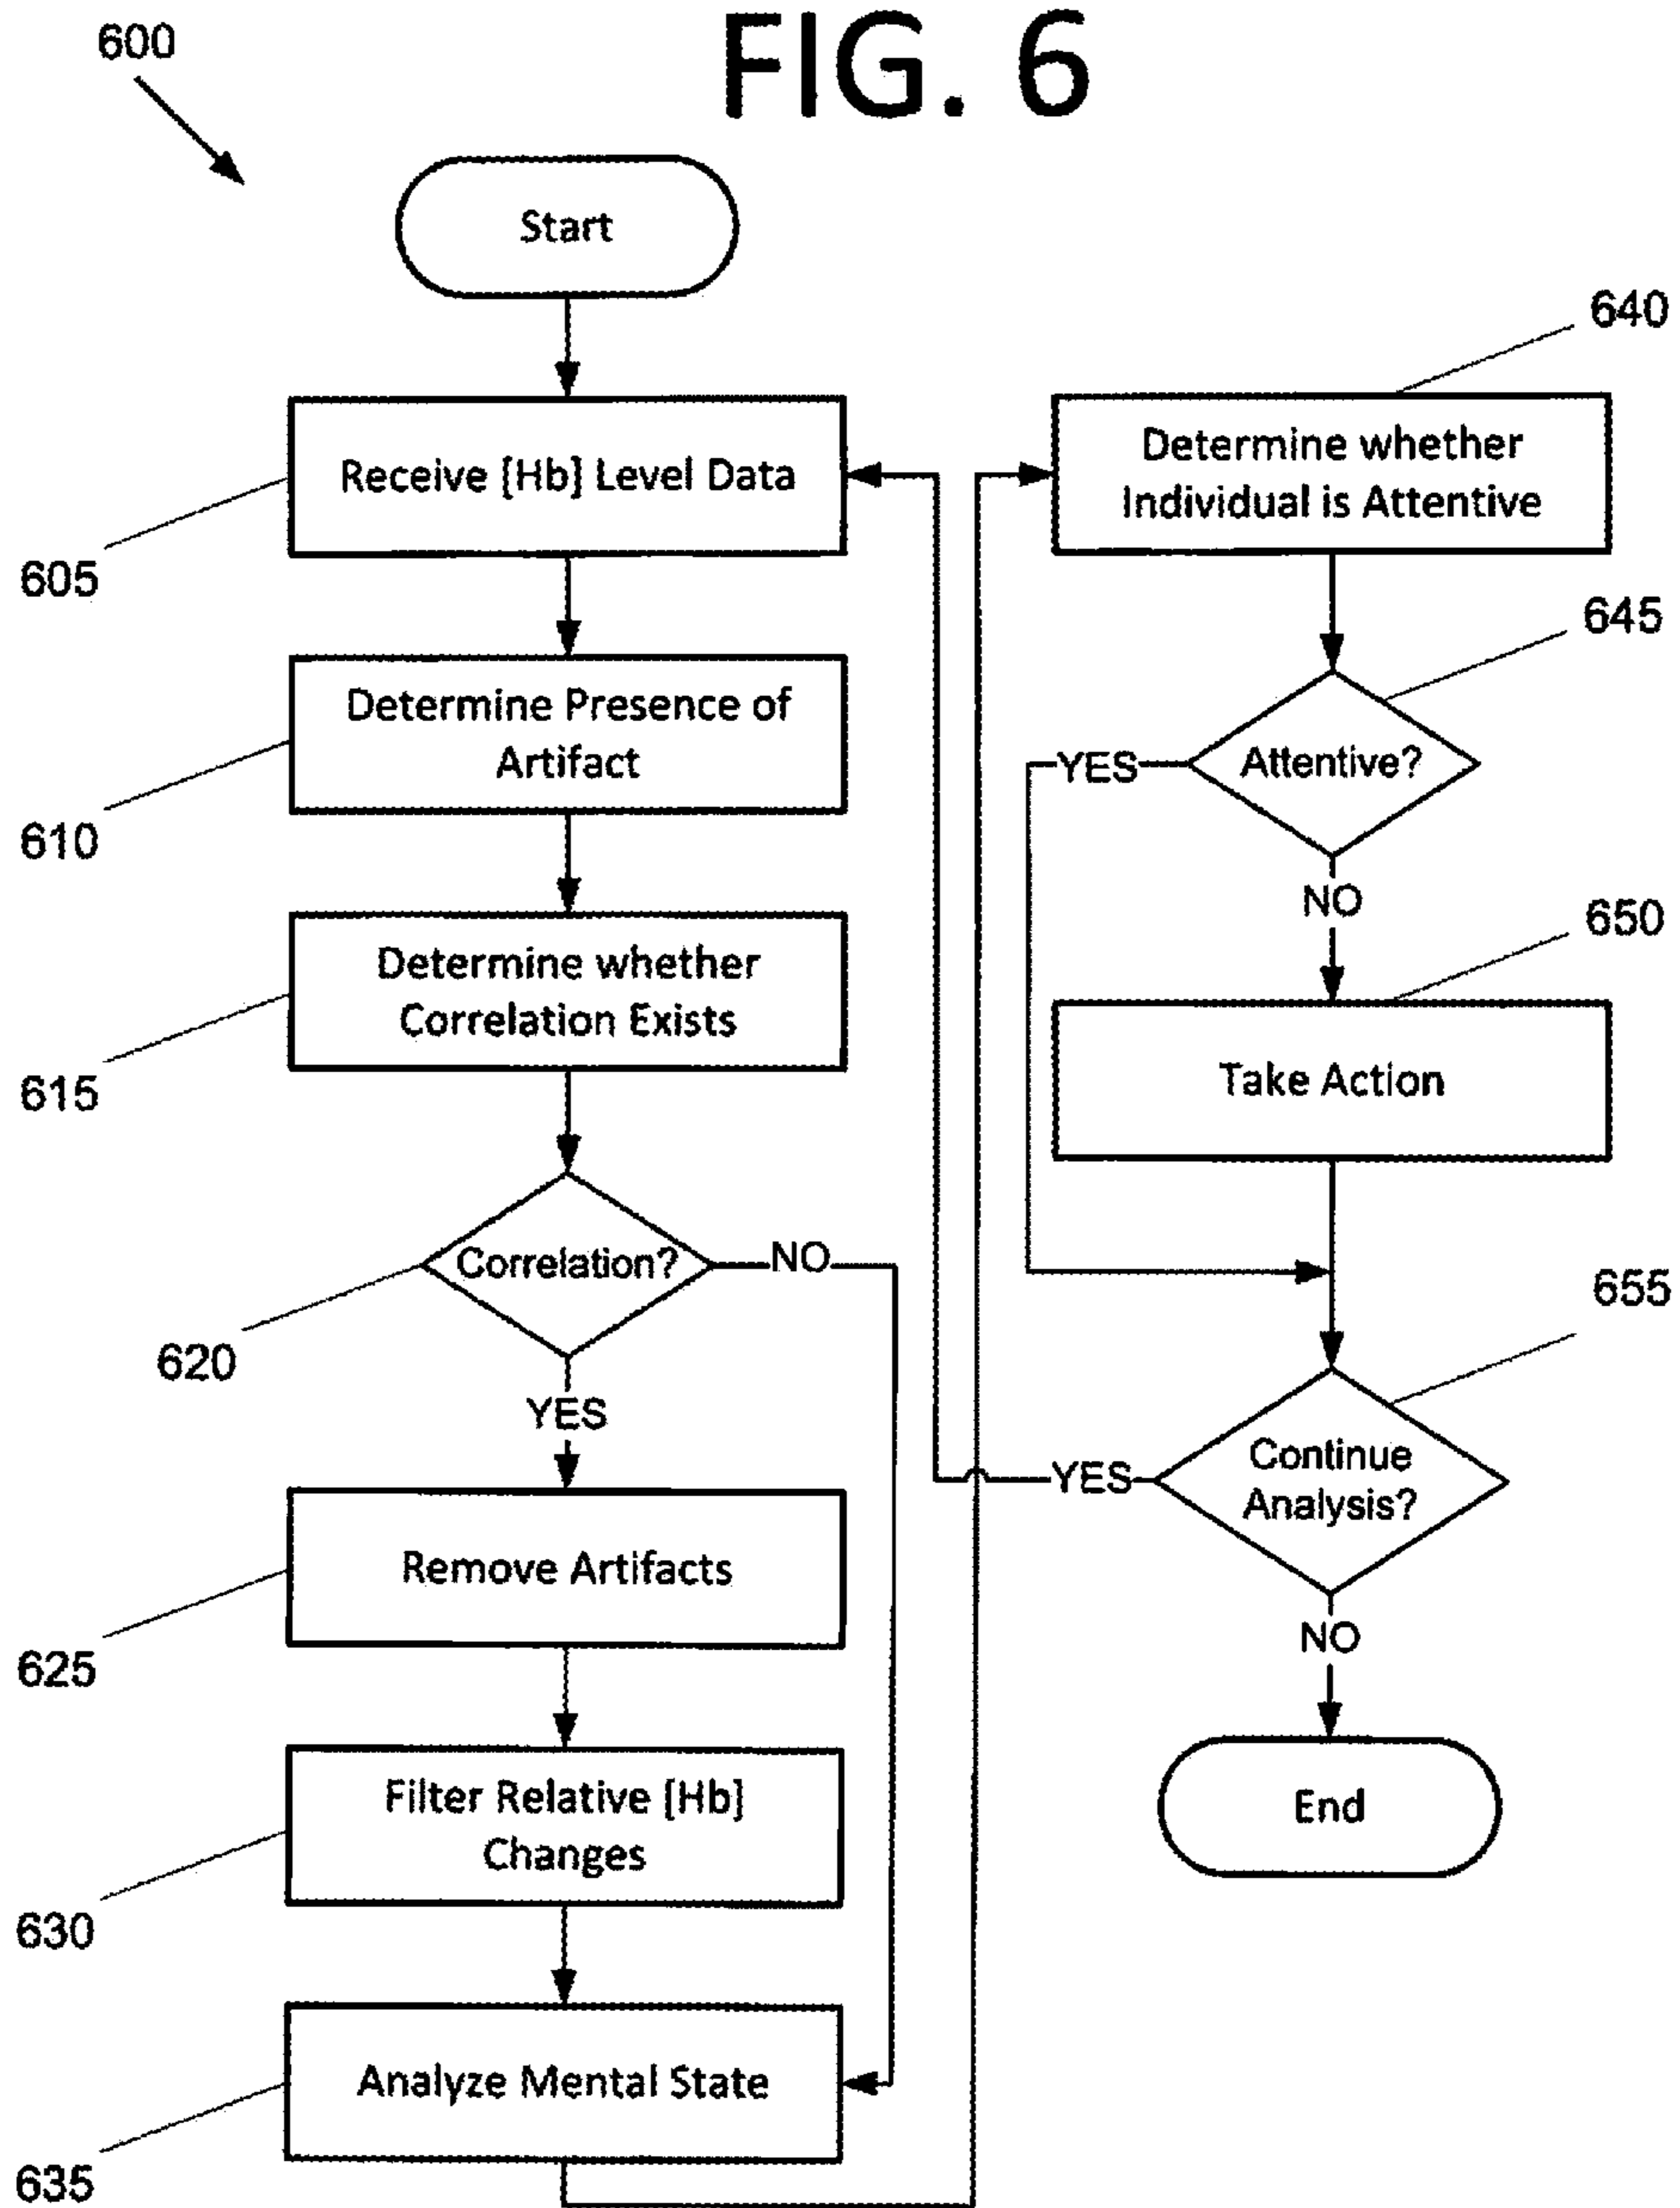 FIG. 6
600
Start
Receive [Hb] Level Data
605
Determine Presence of
Artifact
610
Determine whether
Correlation Exists
615
Correlation?
NO
620
YES
Remove Artifacts
625
Filter Relative [Hb]
Changes
630
Analyze Mental State
635
640
Determine whether
Individual is Attentive
645
YES
Attentive?
NO
650
Take Action
655
YES
Continue
Analysis?
NO
End